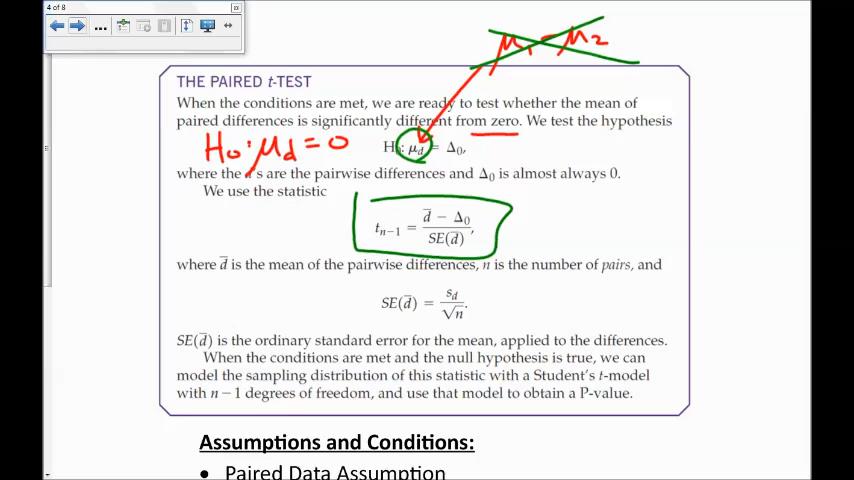 4 of 8
μ₁ - μ₂
THE PAIRED t-TEST
When the conditions are met, we are ready to test whether the mean of
paired differences is significantly different from zero. We test the hypothesis
H₀: μd = 0
H₀: μd = Δ₀,
where the d's are the pairwise differences and Δ₀ is almost always 0.
We use the statistic
tₙ₋₁ = (d̄ − Δ₀) / SE(d̄),
where d̄ is the mean of the pairwise differences, n is the number of pairs, and
SE(d̄) = sd / √n.
SE(d̄) is the ordinary standard error for the mean, applied to the differences.
When the conditions are met and the null hypothesis is true, we can
model the sampling distribution of this statistic with a Student's t-model
with n − 1 degrees of freedom, and use that model to obtain a P-value.
Assumptions and Conditions:
• Paired Data Assumption